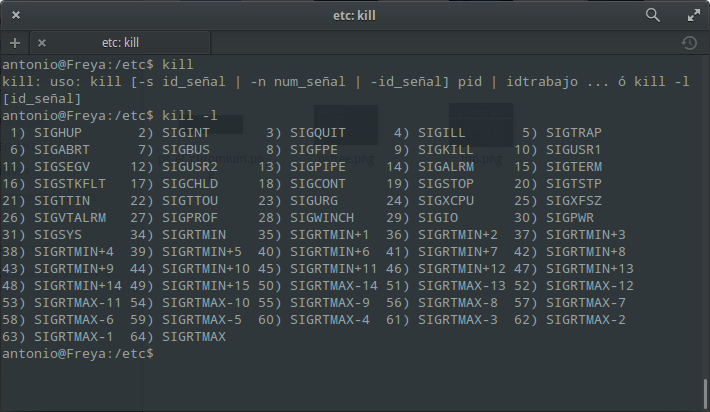 etc: kill
etc: kill
antonio@Freya:/etc$ kill
kill: uso: kill [-s id_señal | -n num_señal | -id_señal] pid | idtrabajo ... ó kill -l
[id_señal]
antonio@Freya:/etc$ kill -l
 1) SIGHUP       2) SIGINT       3) SIGQUIT      4) SIGILL       5) SIGTRAP
 6) SIGABRT      7) SIGBUS       8) SIGFPE       9) SIGKILL     10) SIGUSR1
11) SIGSEGV     12) SIGUSR2     13) SIGPIPE     14) SIGALRM     15) SIGTERM
16) SIGSTKFLT   17) SIGCHLD     18) SIGCONT     19) SIGSTOP     20) SIGTSTP
21) SIGTTIN     22) SIGTTOU     23) SIGURG      24) SIGXCPU     25) SIGXFSZ
26) SIGVTALRM   27) SIGPROF     28) SIGWINCH    29) SIGIO       30) SIGPWR
31) SIGSYS      34) SIGRTMIN    35) SIGRTMIN+1  36) SIGRTMIN+2  37) SIGRTMIN+3
38) SIGRTMIN+4  39) SIGRTMIN+5  40) SIGRTMIN+6  41) SIGRTMIN+7  42) SIGRTMIN+8
43) SIGRTMIN+9  44) SIGRTMIN+10 45) SIGRTMIN+11 46) SIGRTMIN+12 47) SIGRTMIN+13
48) SIGRTMIN+14 49) SIGRTMIN+15 50) SIGRTMAX-14 51) SIGRTMAX-13 52) SIGRTMAX-12
53) SIGRTMAX-11 54) SIGRTMAX-10 55) SIGRTMAX-9  56) SIGRTMAX-8  57) SIGRTMAX-7
58) SIGRTMAX-6  59) SIGRTMAX-5  60) SIGRTMAX-4  61) SIGRTMAX-3  62) SIGRTMAX-2
63) SIGRTMAX-1  64) SIGRTMAX
antonio@Freya:/etc$